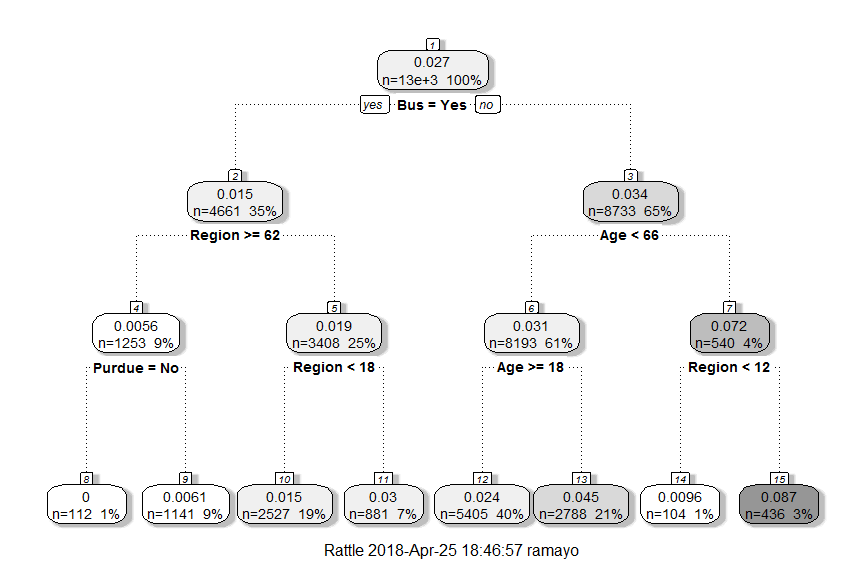 1
0.027
n=13e+3 100%
yes Bus = Yes no
2 3
0.015 0.034
n=4661 35% n=8733 65%
Region >= 62 Age < 66
4 5 6 7
0.0056 0.019 0.031 0.072
n=1253 9% n=3408 25% n=8193 61% n=540 4%
Purdue = No Region < 18 Age >= 18 Region < 12
8 9 10 11 12 13 14 15
0 0.0061 0.015 0.03 0.024 0.045 0.0096 0.087
n=112 1% n=1141 9% n=2527 19% n=881 7% n=5405 40% n=2788 21% n=104 1% n=436 3%
Rattle 2018-Apr-25 18:46:57 ramayo